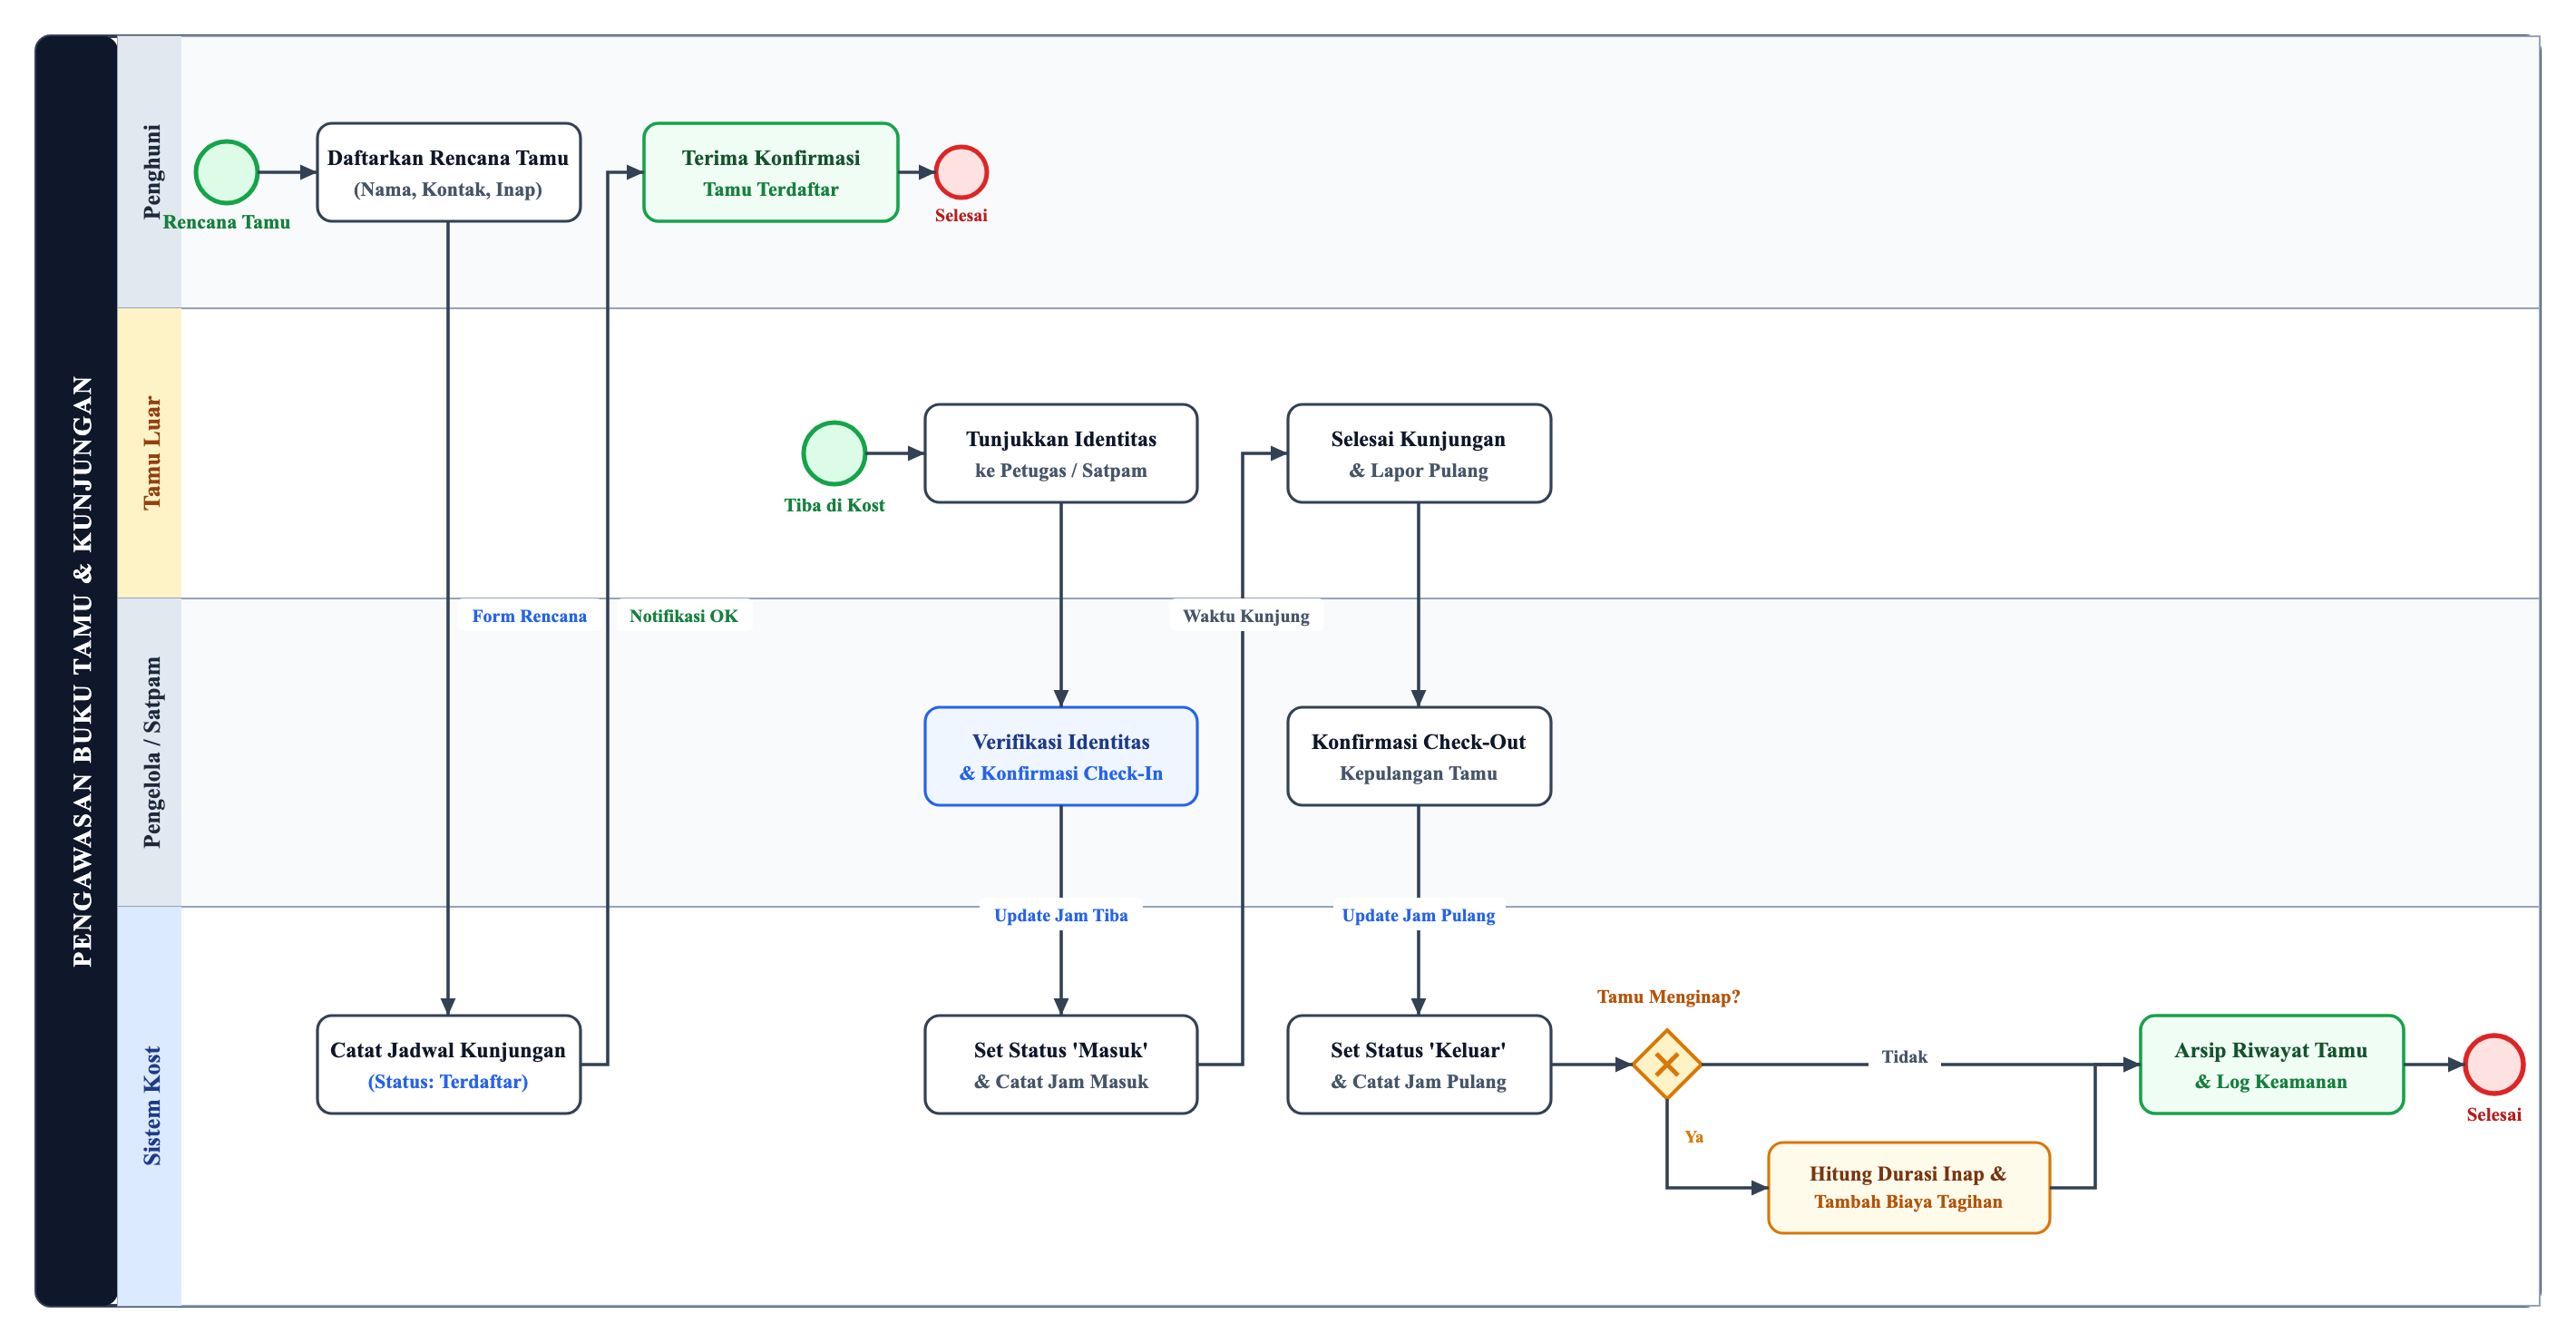 PENGAWASAN BUKU TAMU & KUNJUNGAN
Penghuni
Rencana Tamu
Daftarkan Rencana Tamu
(Nama, Kontak, Inap)
Terima Konfirmasi
Tamu Terdaftar
Selesai
Tamu Luar
Tiba di Kost
Tunjukkan Identitas
ke Petugas / Satpam
Selesai Kunjungan
& Lapor Pulang
Form Rencana
Notifikasi OK
Waktu Kunjung
Pengelola / Satpam
Verifikasi Identitas
& Konfirmasi Check-In
Konfirmasi Check-Out
Kepulangan Tamu
Update Jam Tiba
Update Jam Pulang
Sistem Kost
Catat Jadwal Kunjungan
(Status: Terdaftar)
Set Status 'Masuk'
& Catat Jam Masuk
Set Status 'Keluar'
& Catat Jam Pulang
Tamu Menginap?
Tidak
Ya
Hitung Durasi Inap &
Tambah Biaya Tagihan
Arsip Riwayat Tamu
& Log Keamanan
Selesai